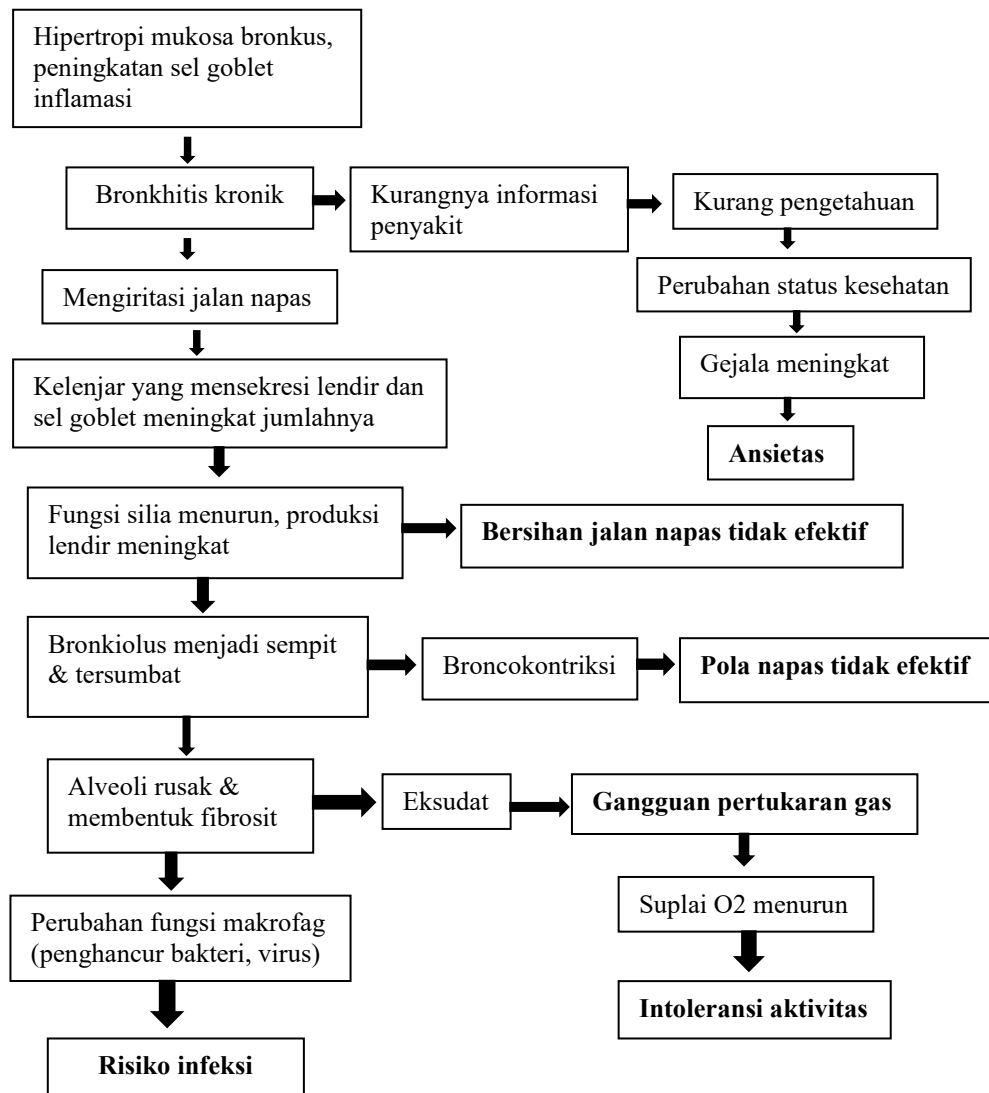 Hipertropi mukosa bronkus,
peningkatan sel goblet
inflamasi
Bronkhitis kronik
Kurangnya informasi
penyakit
Kurang pengetahuan
Mengiritasi jalan napas
Perubahan status kesehatan
Gejala meningkat
Kelenjar yang mensekresi lendir dan
sel goblet meningkat jumlahnya
Ansietas
Fungsi silia menurun, produksi
lendir meningkat
Bersihan jalan napas tidak efektif
Bronkiolus menjadi sempit
& tersumbat
Broncokontriksi
Pola napas tidak efektif
Alveoli rusak &
membentuk fibrosit
Eksudat
Gangguan pertukaran gas
Suplai O2 menurun
Perubahan fungsi makrofag
(penghancur bakteri, virus)
Intoleransi aktivitas
Risiko infeksi